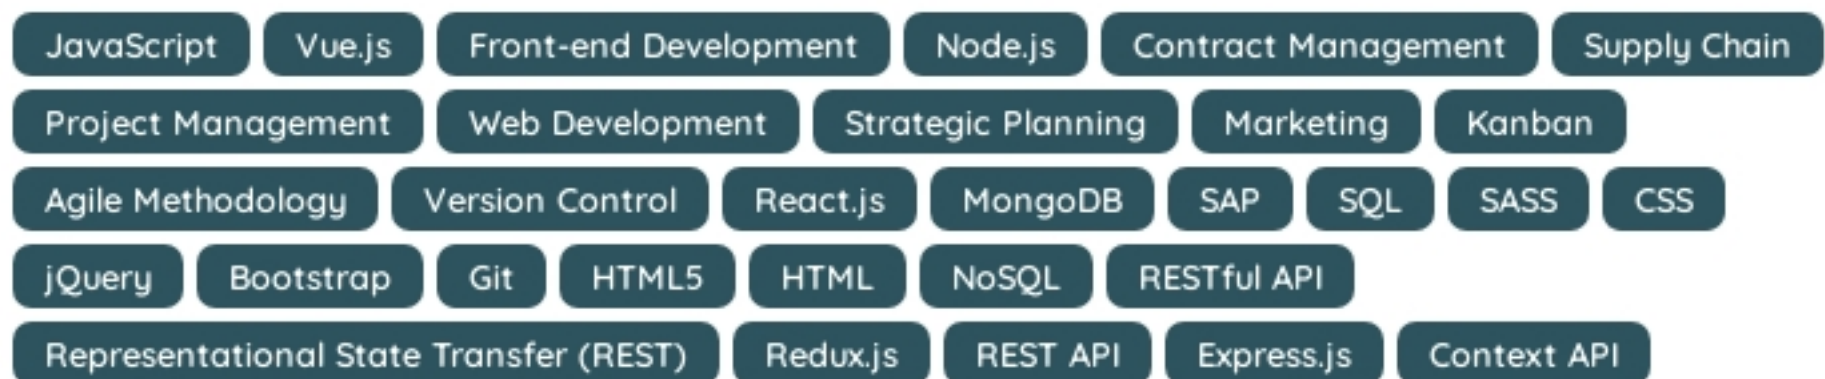 JavaScript Vue.js Front-end Development Node.js Contract Management Supply Chain
Project Management Web Development Strategic Planning Marketing Kanban
Agile Methodology Version Control React.js MongoDB SAP SQL SASS CSS
jQuery Bootstrap Git HTML5 HTML NoSQL RESTful API
Representational State Transfer (REST) Redux.js REST API Express.js Context API